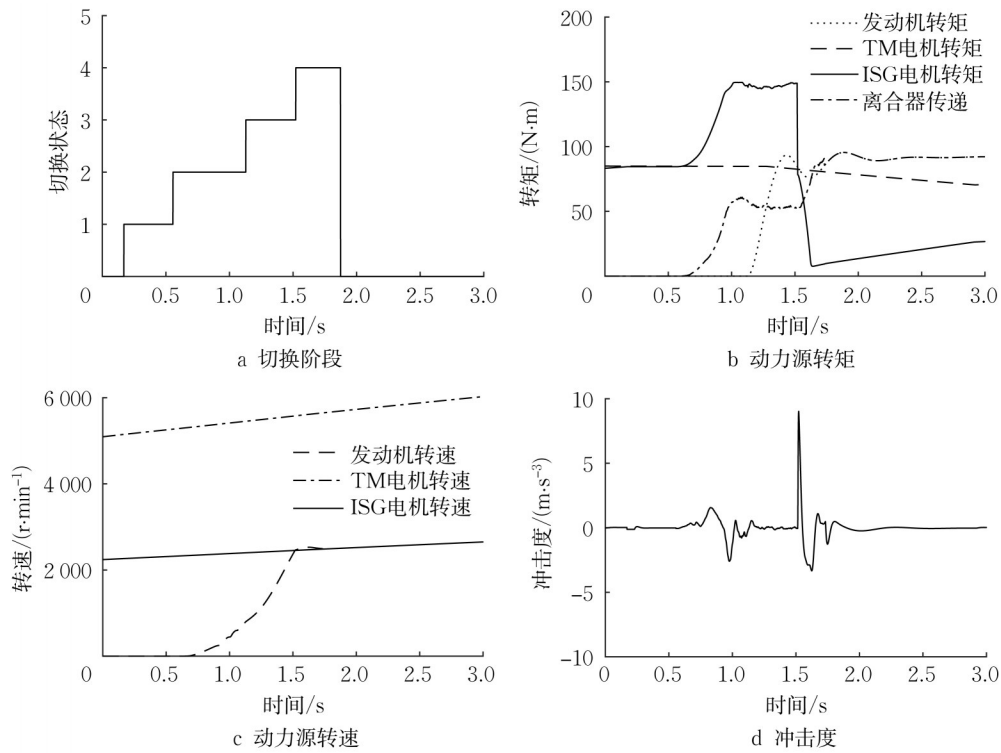 5
4
3
2
1
0
0.5
1.0
1.5
2.0
2.5
3.0
切换状态
时间/s
a 切换阶段
200
150
100
50
0
0.5
1.0
1.5
2.0
2.5
3.0
转矩/(N·m)
发动机转矩
TM电机转矩
ISG电机转矩
离合器传递
时间/s
b 动力源转矩
6 000
4 000
2 000
0
0.5
1.0
1.5
2.0
2.5
3.0
转速/(r·min⁻¹)
发动机转速
TM电机转速
ISG电机转速
时间/s
c 动力源转速
10
5
0
−5
−10
0
0.5
1.0
1.5
2.0
2.5
3.0
冲击度/(m·s⁻³)
时间/s
d 冲击度